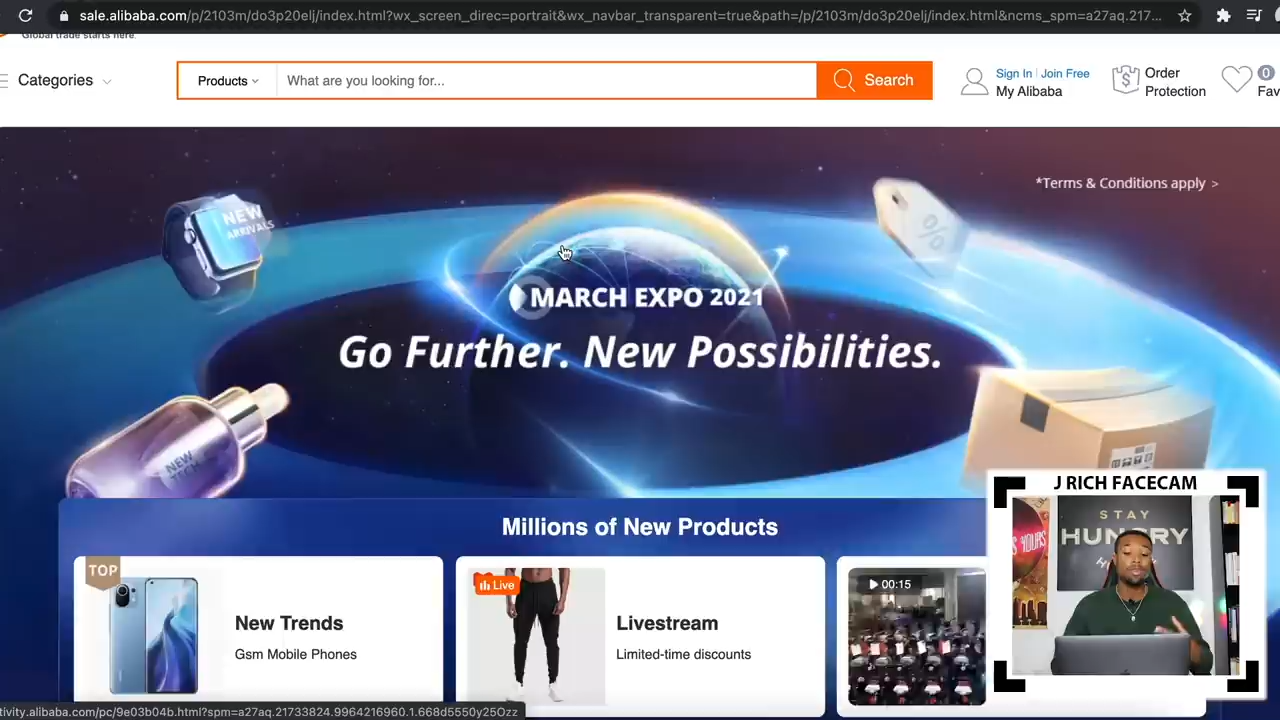 sale.alibaba.com/p/2103m/do3p20elj/index.html?wx_screen_direc=portrait&wx_navbar_transparent=true&path=/p/2103m/do3p20elj/index.html&ncms_spm=a27aq.217...
Global trade starts here.
Categories
Products
What are you looking for...
Search
Sign In | Join Free
My Alibaba
Order
Protection
0
Fav
*Terms & Conditions apply >
NEW
ARRIVALS
%
MARCH EXPO 2021
Go Further. New Possibilities.
NEW
TECH
Millions of New Products
TOP
New Trends
Gsm Mobile Phones
Live
Livestream
Limited-time discounts
00:15
J RICH FACECAM
STAY
HUNGRY
tivity.alibaba.com/pc/9e03b04b.html?spm=a27aq.21733824.9964216960.1.668d5550y25Ozz